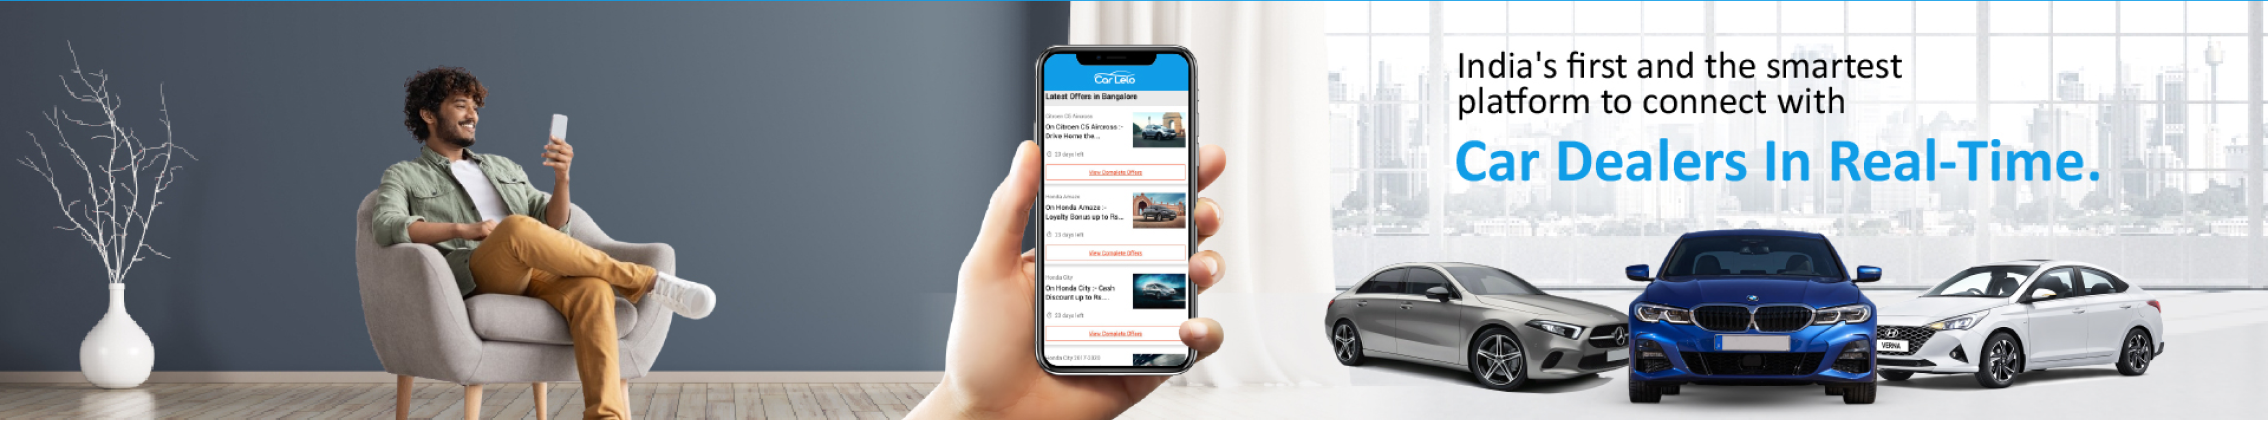 Car Lelo
Latest Offers in Bangalore
Citroen C5 Aircross
On Citroen C5 Aircross :-
Drive Home the...
23 days left
View Complete Offers
Honda Amaze
On Honda Amaze :-
Loyalty Bonus up to Rs...
23 days left
View Complete Offers
Honda City
On Honda City :- Cash
Discount up to Rs....
23 days left
View Complete Offers
Honda City 2017-2020
India's first and the smartest
platform to connect with
Car Dealers In Real-Time.
VERNA